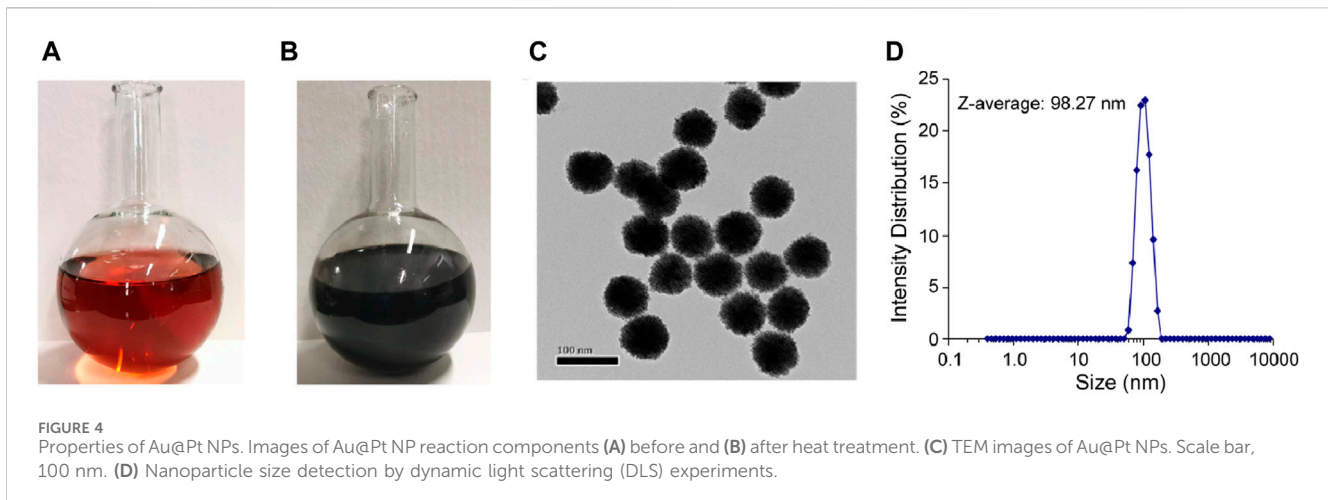 A
B
C
D
100 nm
Z-average: 98.27 nm
Intensity Distribution (%)
25
20
15
10
5
0
0.1 1.0 10 100 1000 10000
Size (nm)
FIGURE 4
Properties of Au@Pt NPs. Images of Au@Pt NP reaction components (A) before and (B) after heat treatment. (C) TEM images of Au@Pt NPs. Scale bar,
100 nm. (D) Nanoparticle size detection by dynamic light scattering (DLS) experiments.